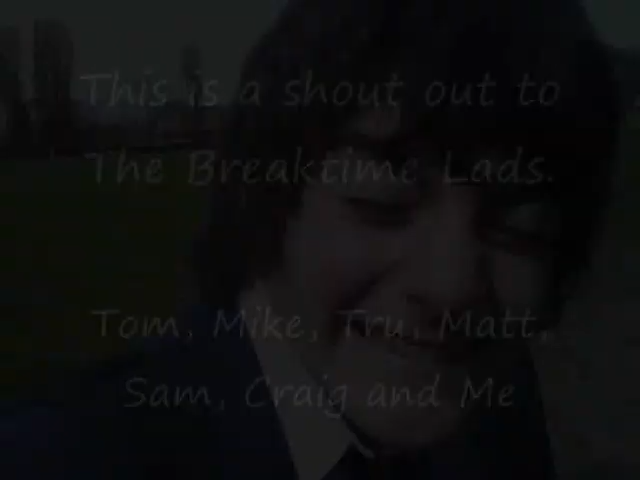 This is a shout out to
The Breaktime Lads.
Tom, Mike, Tru, Matt,
Sam, Craig and Me